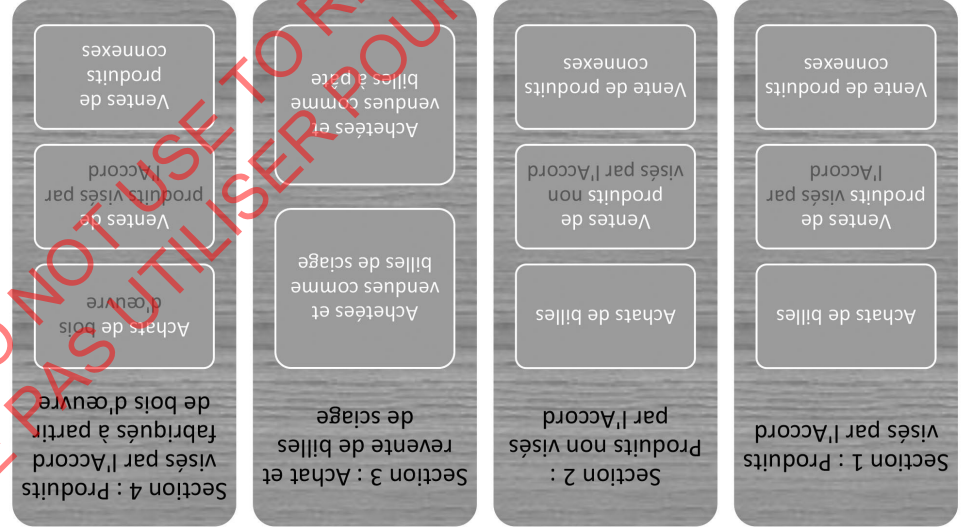 Section 1 : Produits
visés par l'Accord
Achats de billes
Ventes de
produits visés par
l'Accord
Vente de produits
connexes
Section 2 :
Produits non visés
par l'Accord
Achats de billes
Ventes de
produits non
visés par l'Accord
Vente de produits
connexes
Section 3 : Achat et
revente de billes
de sciage
Achetées et
vendues comme
billes de sciage
Achetées et
vendues comme
billes à pâte
Section 4 : Produits
visés par l'Accord
fabriqués à partir
de bois d'œuvre
Achats de bois
d'œuvre
Ventes de
produits visés par
l'Accord
Ventes de
produits
connexes
NOT USE TO
PAS UTILISER POUR